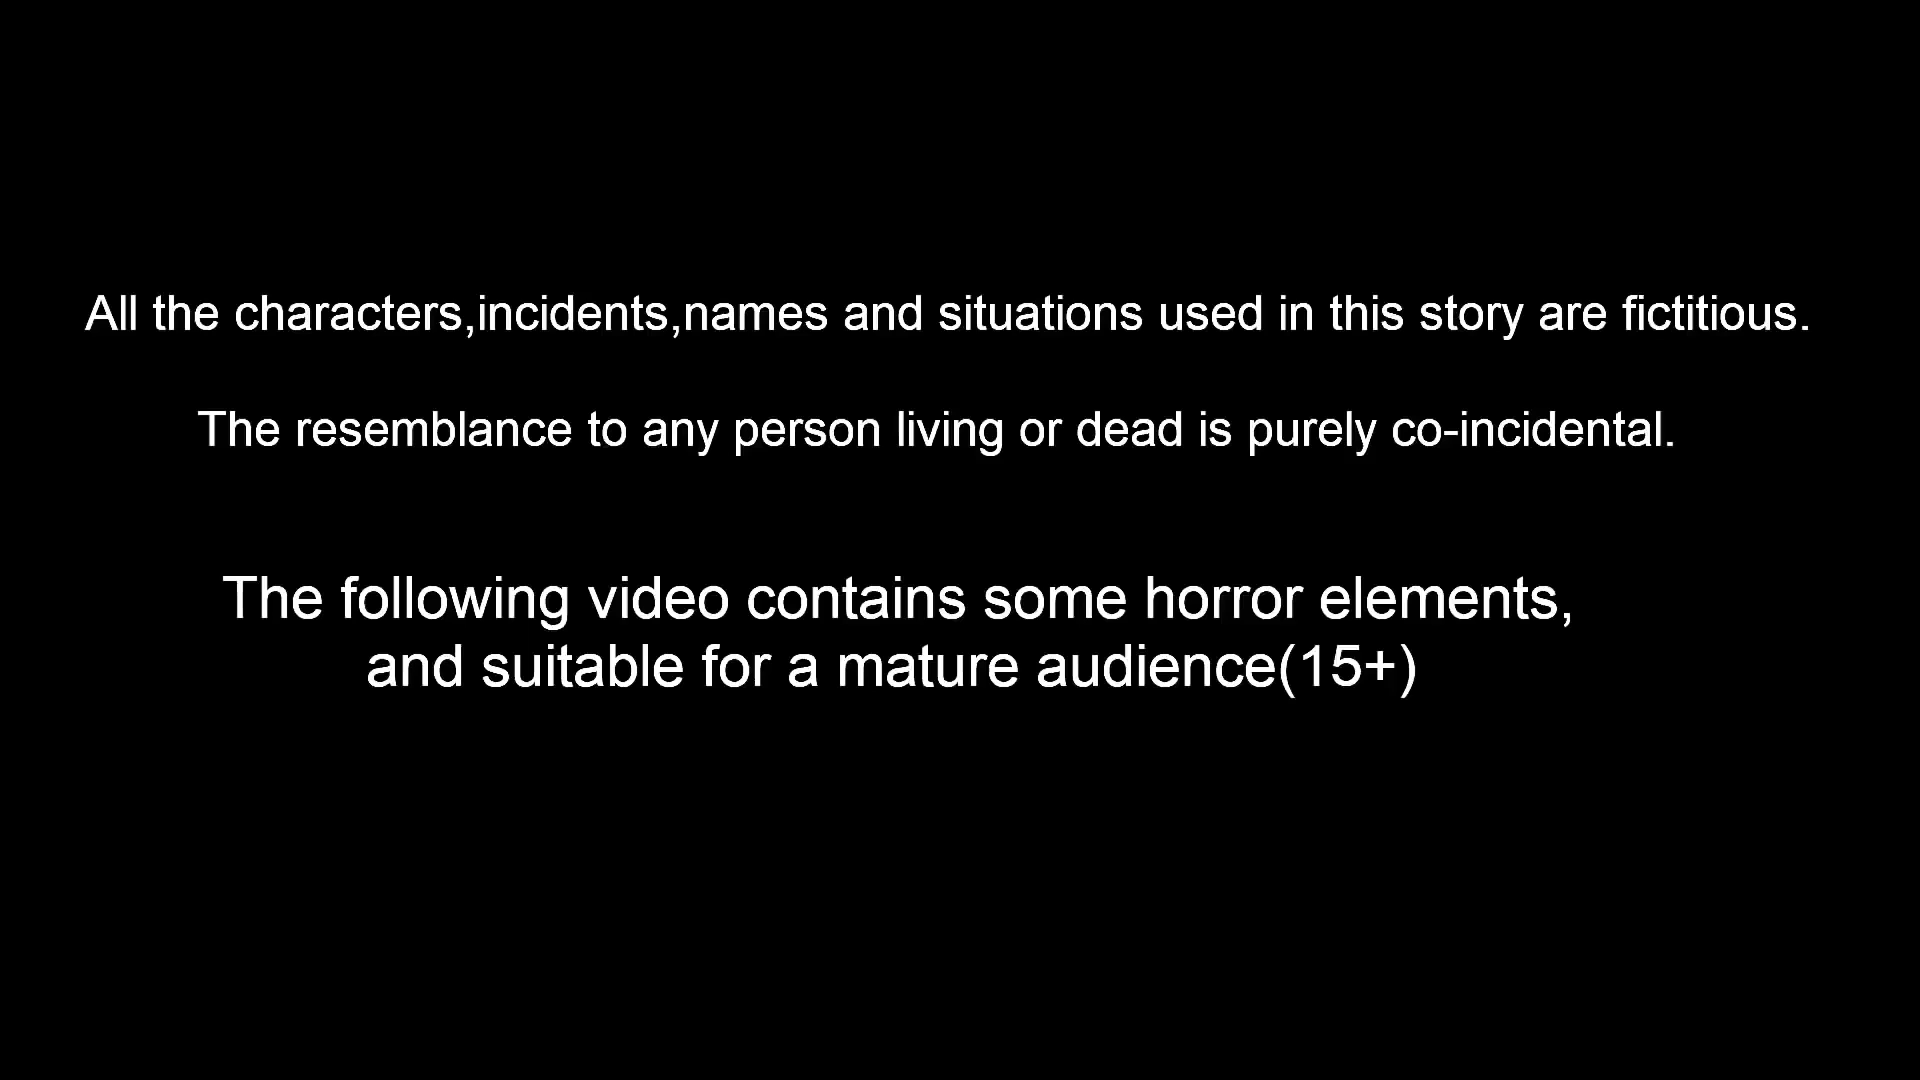 All the characters,incidents,names and situations used in this story are fictitious.
The resemblance to any person living or dead is purely co-incidental.
The following video contains some horror elements,
and suitable for a mature audience(15+)